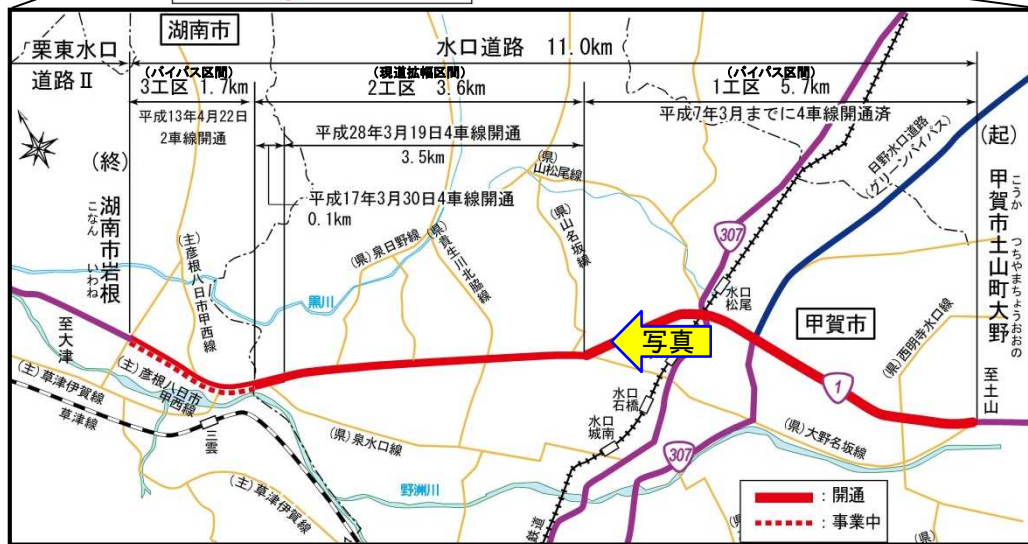 湖南市
栗東水口
道路Ⅱ
水口道路 11.0km
(バイパス区間)
3工区 1.7km
(現道拡幅区間)
2工区 3.6km
(バイパス区間)
1工区 5.7km
平成13年4月22日
2車線開通
平成28年3月19日4車線開通
3.5km
平成7年3月までに4車線開通済
平成17年3月30日4車線開通
0.1km
(県)
山松尾線
日野水口道路
(グリーンバイパス)
(終)
湖南市岩根
こなん いわね
(起)
甲賀市土山町大野
こうか つちやまちょうおおの
(主)彦根八日市甲西線
(県)泉日野線
(県)貴生川北脇線
(県)山名坂線
307
水口
松尾
黒川
甲賀市
(県)西明寺水口線
至大津
写真
至土山
1
(主)彦根八日市
甲西線
(主)草津伊賀線
草津線
三雲
水口
石橋
水口
城南
(県)泉水口線
(県)大野名坂線
307
野洲川
(主)草津伊賀線
鉄道
:開通
:事業中
(県)